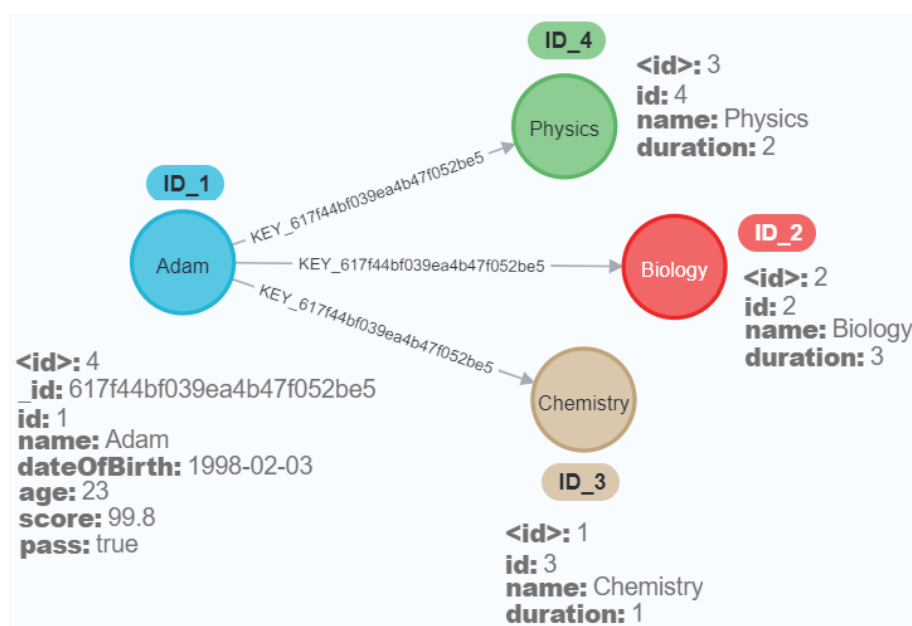 ID_4
Physics
<id>: 3
id: 4
name: Physics
duration: 2
KEY_617f44bf039ea4b47f052be5
ID_1
Adam
KEY_617f44bf039ea4b47f052be5
ID_2
Biology
<id>: 2
id: 2
name: Biology
duration: 3
KEY_617f44bf039ea4b47f052be5
<id>: 4
_id: 617f44bf039ea4b47f052be5
id: 1
name: Adam
dateOfBirth: 1998-02-03
age: 23
score: 99.8
pass: true
Chemistry
ID_3
<id>: 1
id: 3
name: Chemistry
duration: 1